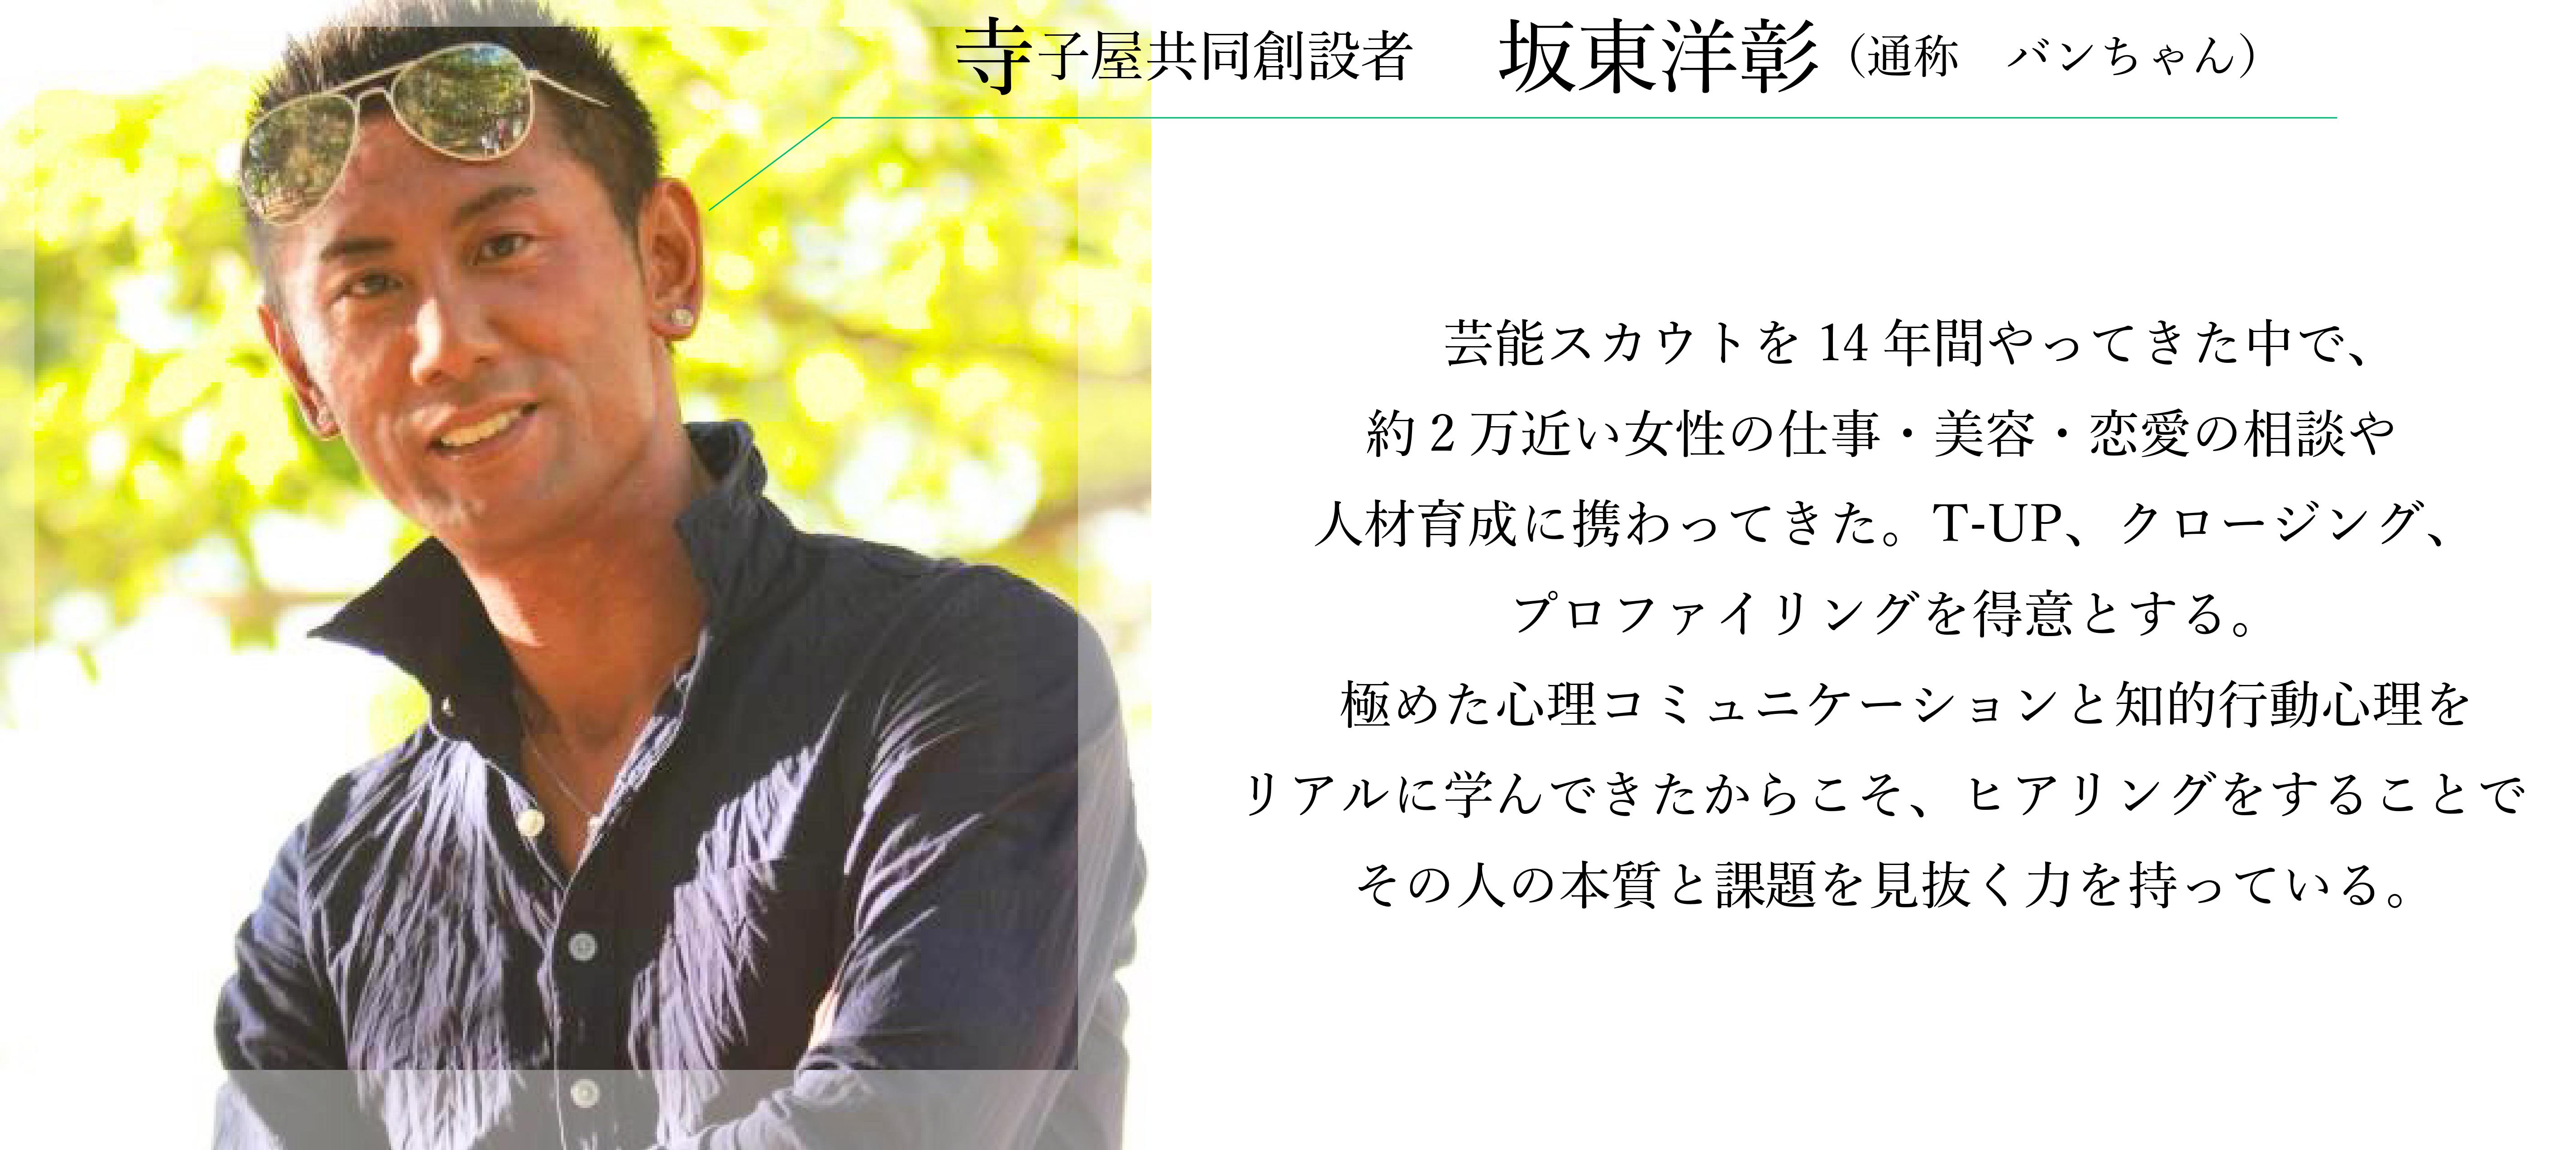 寺子屋共同創設者　坂東洋彰（通称　バンちゃん）
芸能スカウトを 14 年間やってきた中で、
約 2 万近い女性の仕事・美容・恋愛の相談や
人材育成に携わってきた。T-UP、クロージング、
プロファイリングを得意とする。
極めた心理コミュニケーションと知的行動心理を
リアルに学んできたからこそ、ヒアリングをすることで
その人の本質と課題を見抜く力を持っている。